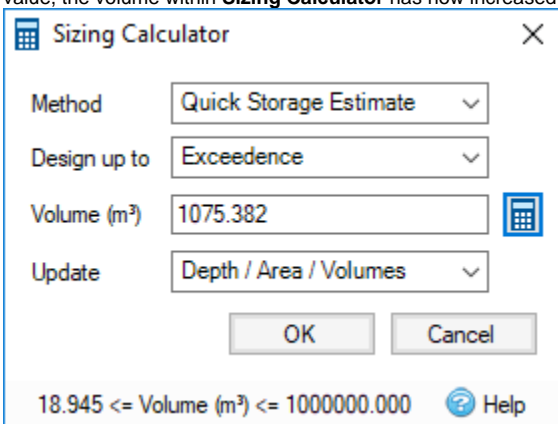 value, the volume within Sizing Calculator has now increased
Sizing Calculator
Method Quick Storage Estimate
Design up to Exceedence
Volume (m³) 1075.382
Update Depth / Area / Volumes
OK Cancel
18.945 <= Volume (m³) <= 1000000.000 Help